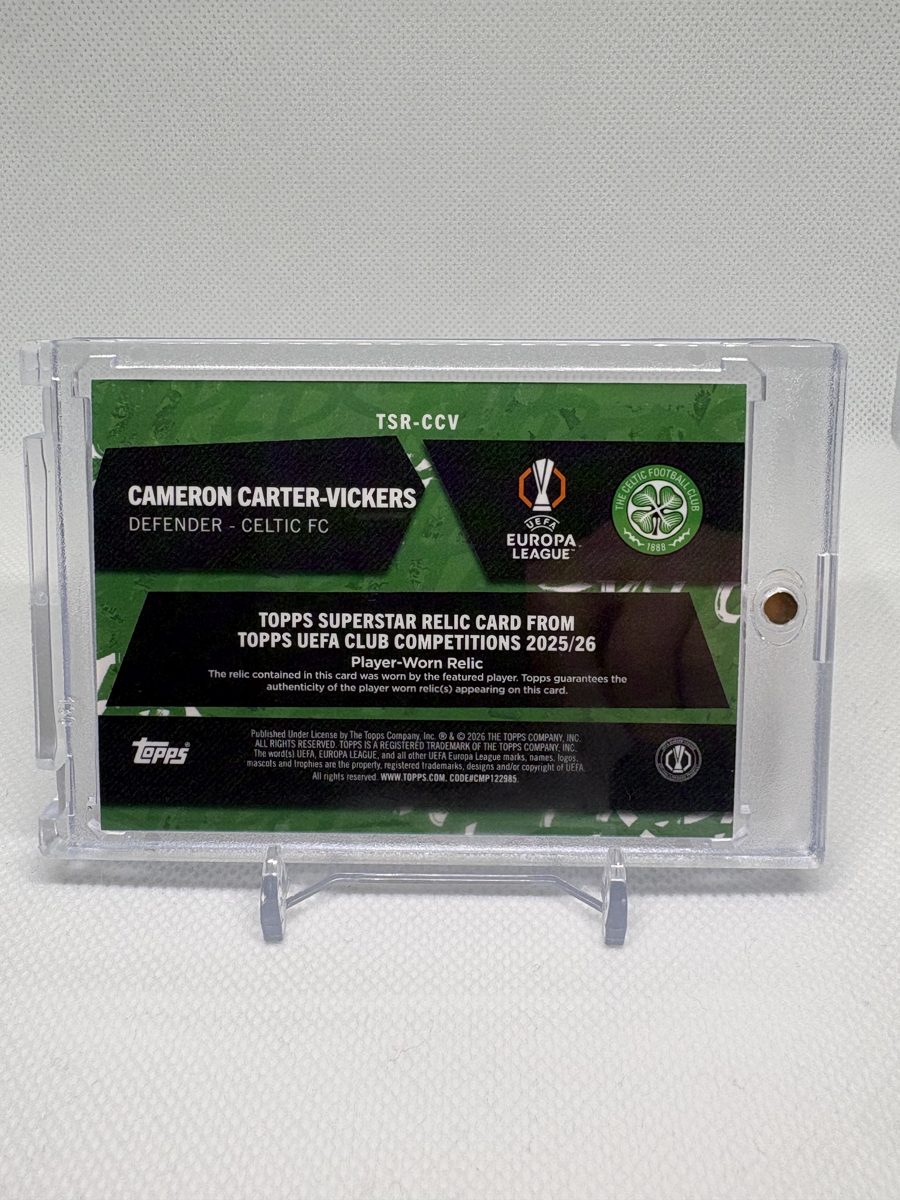 TSR-CCV
CAMERON CARTER-VICKERS
DEFENDER - CELTIC FC
UEFA
EUROPA
LEAGUE™
THE CELTIC FOOTBALL CLUB
1888
TOPPS SUPERSTAR RELIC CARD FROM
TOPPS UEFA CLUB COMPETITIONS 2025/26
Player-Worn Relic
The relic contained in this card was worn by the featured player. Topps guarantees the
authenticity of the player worn relic(s) appearing on this card.
Topps®
Published Under License by The Topps Company, Inc. ® & © 2026 THE TOPPS COMPANY, INC.
ALL RIGHTS RESERVED. TOPPS IS A REGISTERED TRADEMARK OF THE TOPPS COMPANY, INC.
The word(s) UEFA, EUROPA LEAGUE, and all other UEFA Europa League marks, names, logos,
mascots and trophies are the property, registered trademarks, designs and/or copyright of UEFA.
All rights reserved. WWW.TOPPS.COM. CODE#CMP122985.